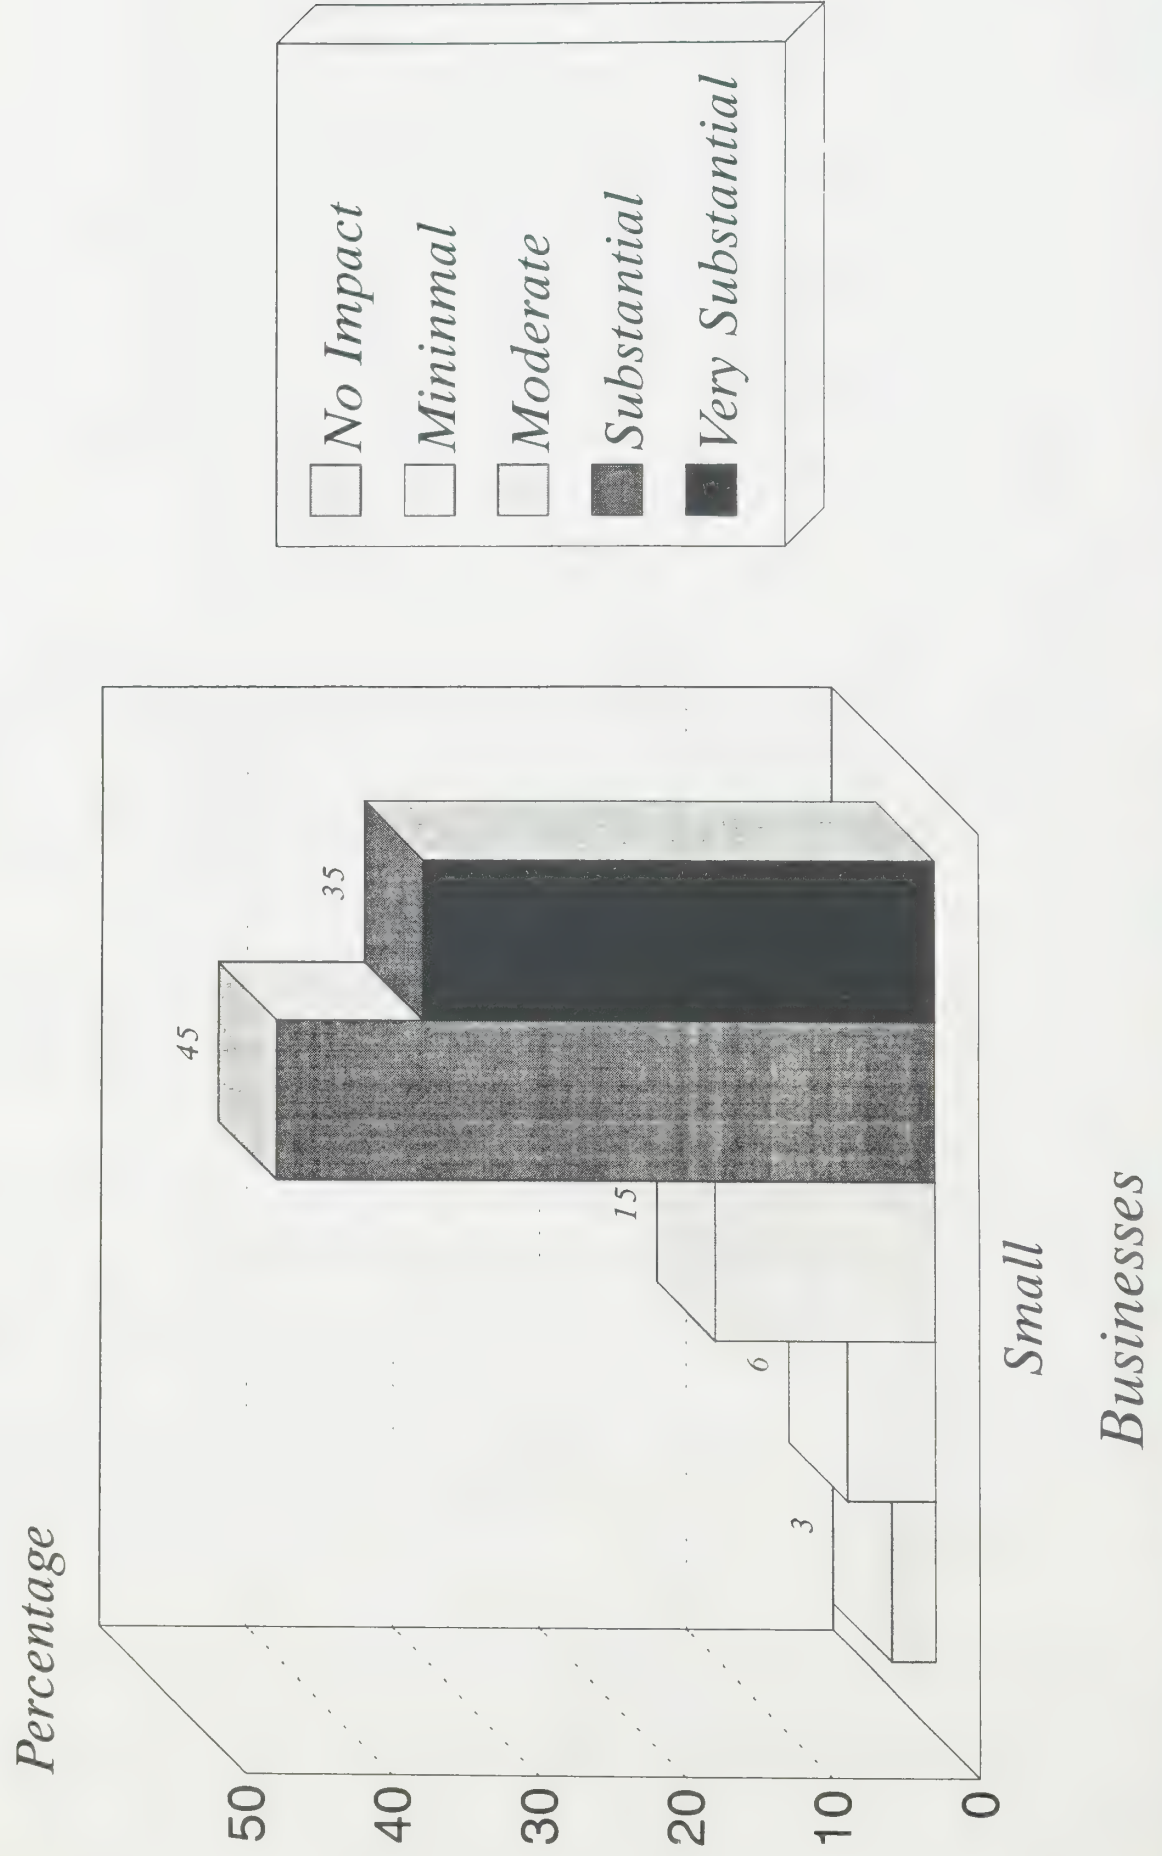 Percentage
50
40
30
20
10
0
3
6
15
45
35
Small
Businesses
No Impact
Mininmal
Moderate
Substantial
Very Substantial